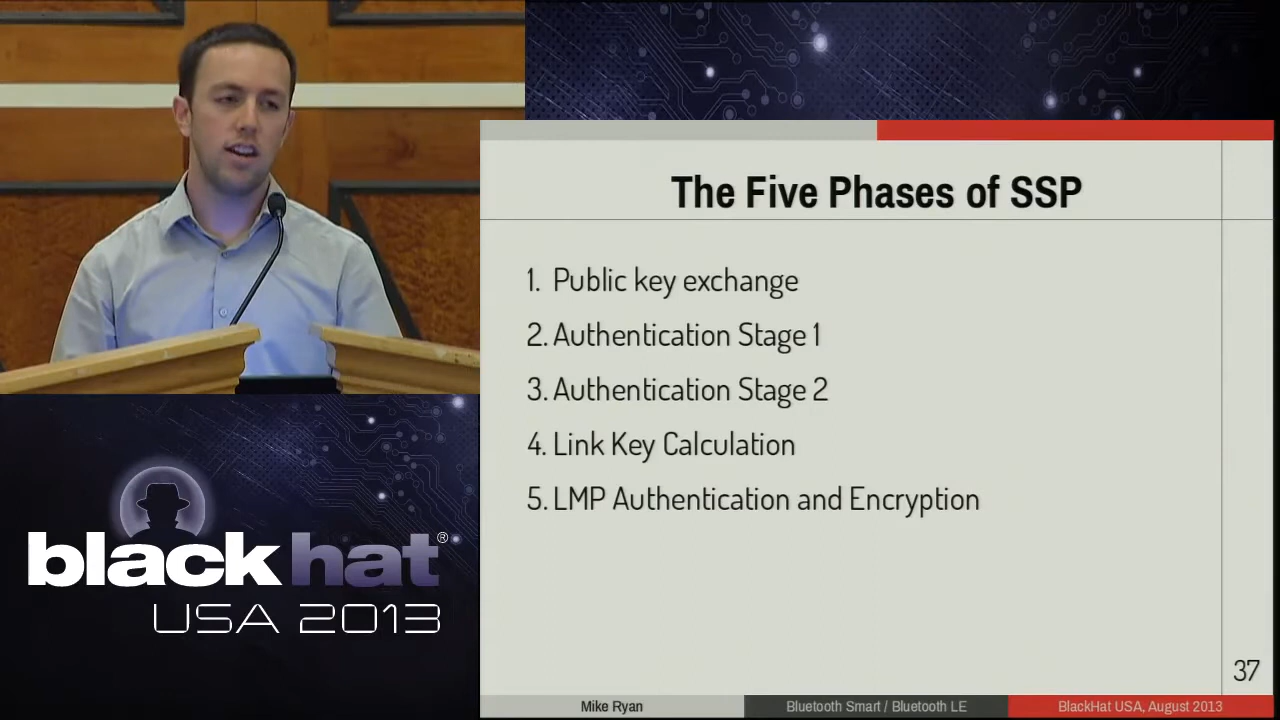 The Five Phases of SSP
1. Public key exchange
2. Authentication Stage 1
3. Authentication Stage 2
4. Link Key Calculation
5. LMP Authentication and Encryption
37
Mike Ryan
Bluetooth Smart / Bluetooth LE
BlackHat USA, August 2013
blackhat®
USA 2013